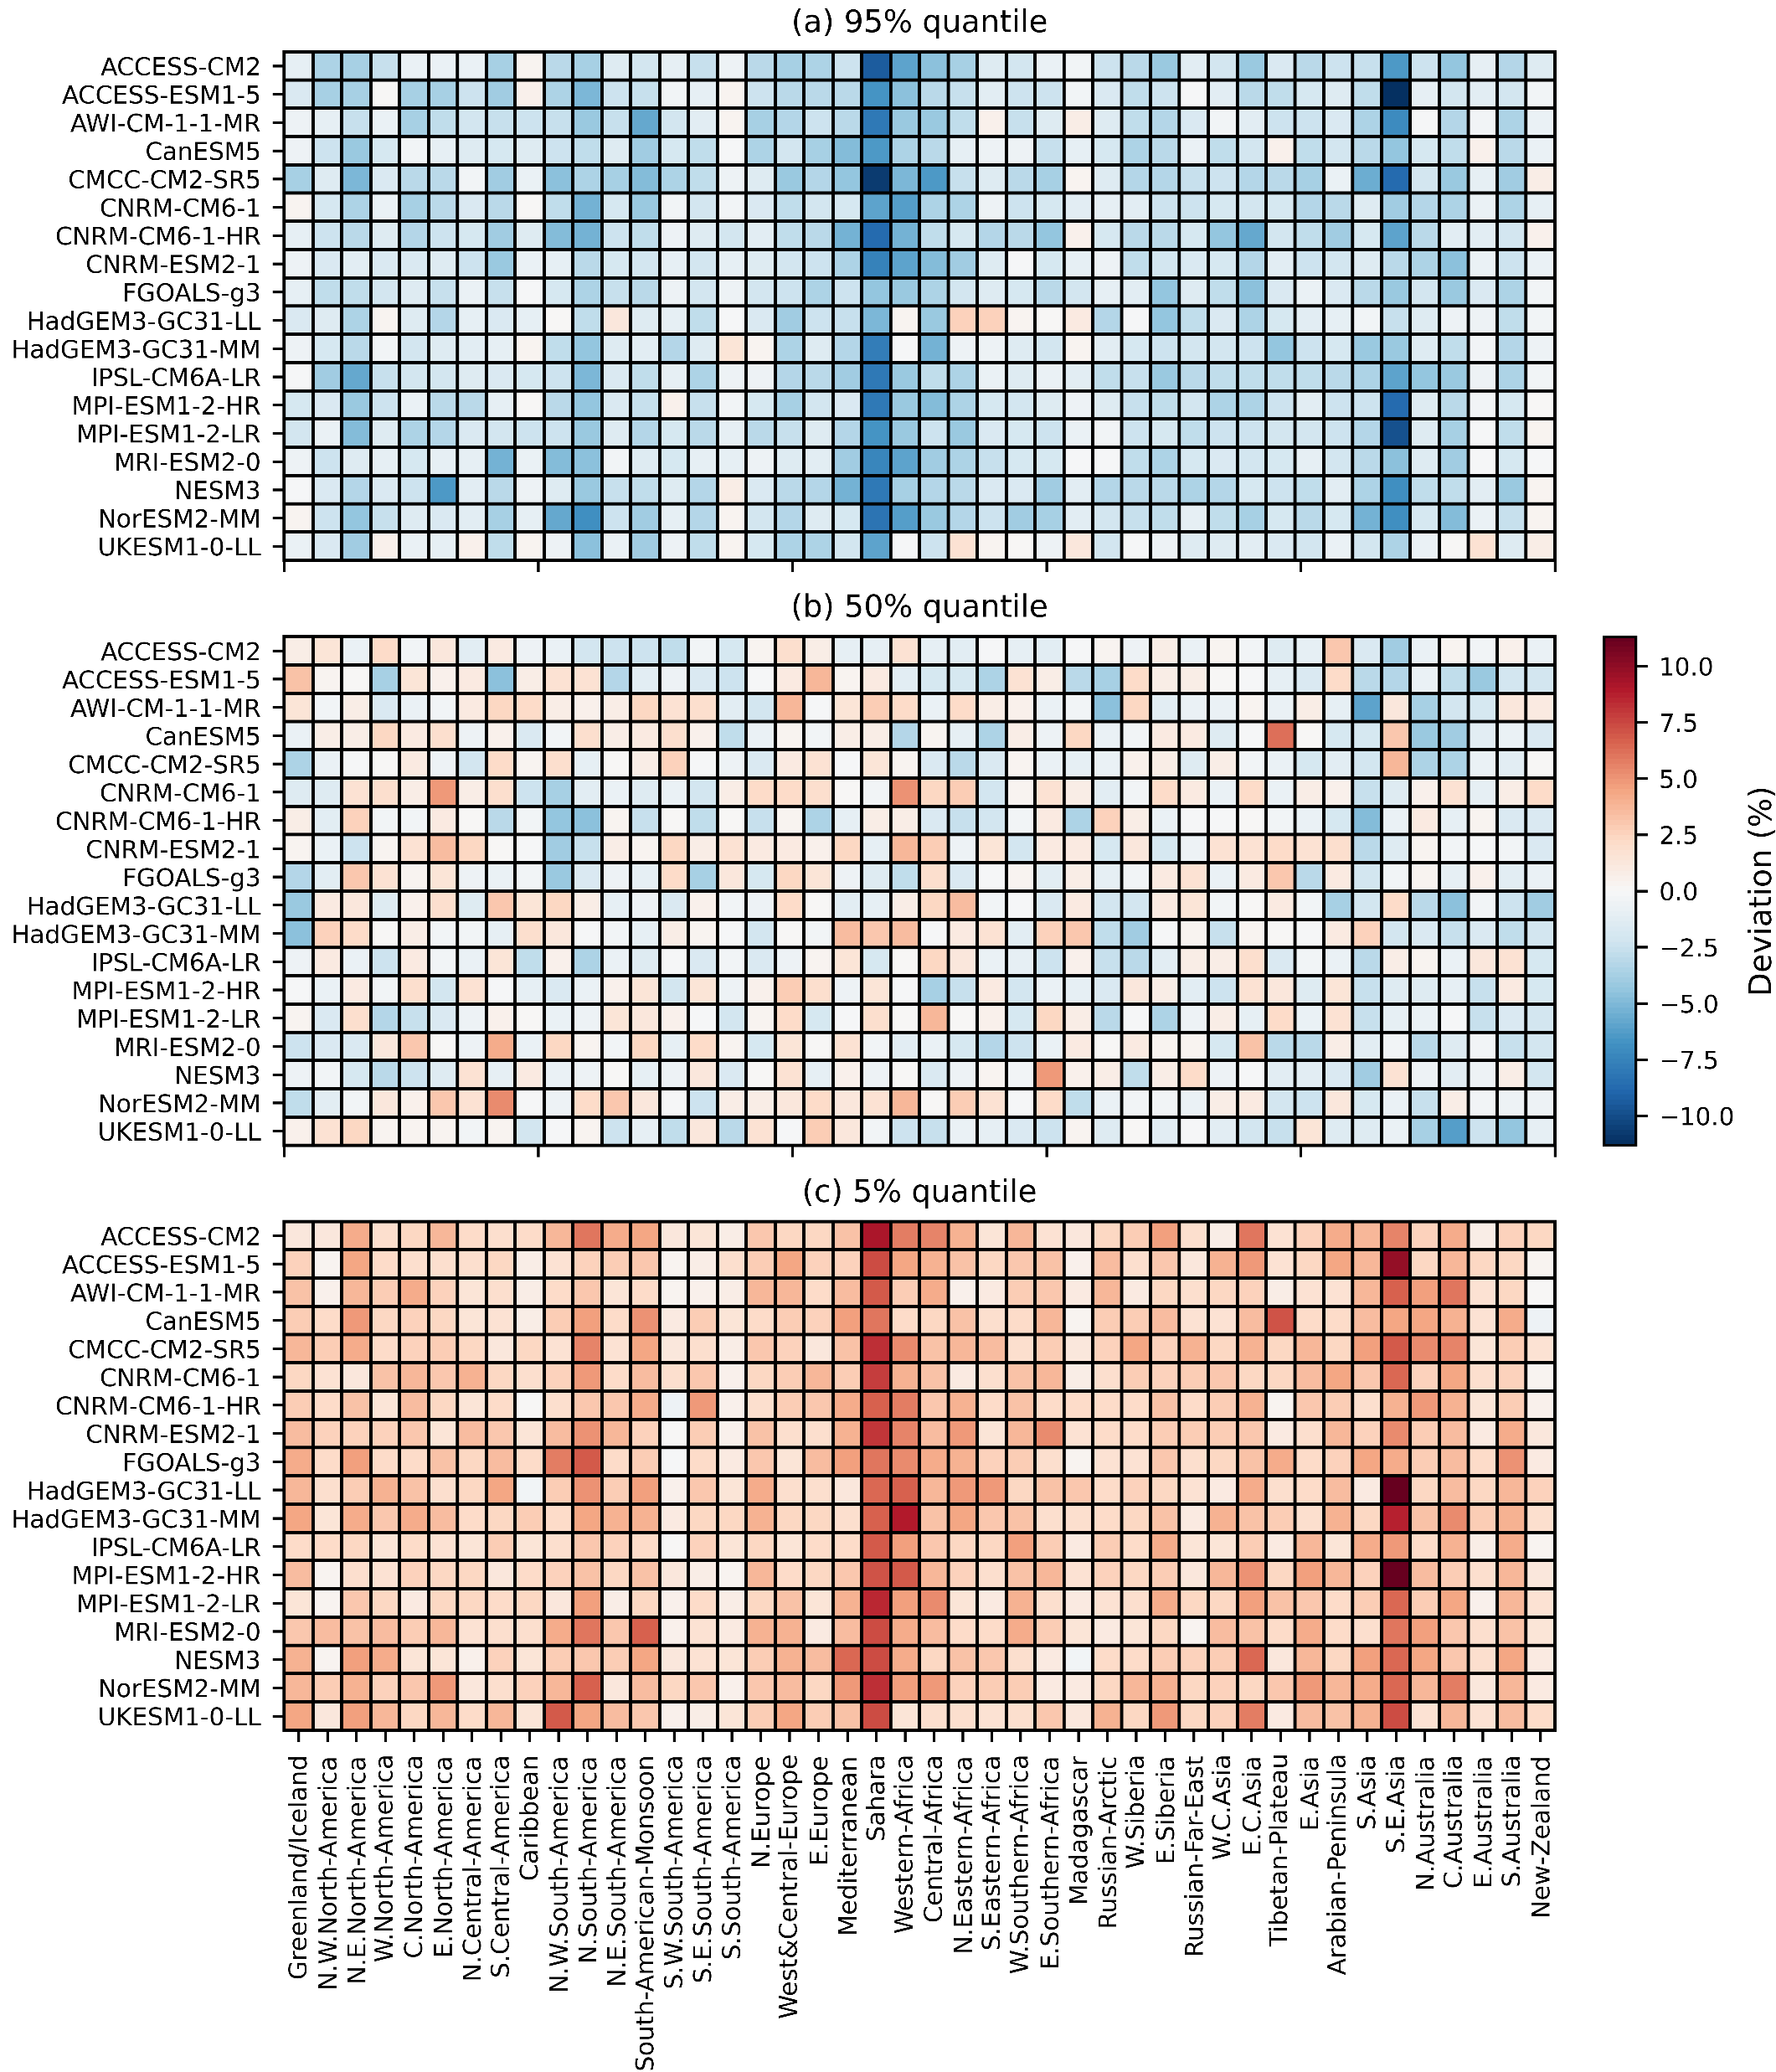 (a) 95% quantile
ACCESS-CM2
ACCESS-ESM1-5
AWI-CM-1-1-MR
CanESM5
CMCC-CM2-SR5
CNRM-CM6-1
CNRM-CM6-1-HR
CNRM-ESM2-1
FGOALS-g3
HadGEM3-GC31-LL
HadGEM3-GC31-MM
IPSL-CM6A-LR
MPI-ESM1-2-HR
MPI-ESM1-2-LR
MRI-ESM2-0
NESM3
NorESM2-MM
UKESM1-0-LL
(b) 50% quantile
ACCESS-CM2
ACCESS-ESM1-5
AWI-CM-1-1-MR
CanESM5
CMCC-CM2-SR5
CNRM-CM6-1
CNRM-CM6-1-HR
CNRM-ESM2-1
FGOALS-g3
HadGEM3-GC31-LL
HadGEM3-GC31-MM
IPSL-CM6A-LR
MPI-ESM1-2-HR
MPI-ESM1-2-LR
MRI-ESM2-0
NESM3
NorESM2-MM
UKESM1-0-LL
10.0
7.5
5.0
2.5
0.0
−2.5
−5.0
−7.5
−10.0
Deviation (%)
(c) 5% quantile
ACCESS-CM2
ACCESS-ESM1-5
AWI-CM-1-1-MR
CanESM5
CMCC-CM2-SR5
CNRM-CM6-1
CNRM-CM6-1-HR
CNRM-ESM2-1
FGOALS-g3
HadGEM3-GC31-LL
HadGEM3-GC31-MM
IPSL-CM6A-LR
MPI-ESM1-2-HR
MPI-ESM1-2-LR
MRI-ESM2-0
NESM3
NorESM2-MM
UKESM1-0-LL
Greenland/Iceland
N.W.North-America
N.E.North-America
W.North-America
C.North-America
E.North-America
N.Central-America
S.Central-America
Caribbean
N.W.South-America
N.South-America
N.E.South-America
South-American-Monsoon
S.W.South-America
S.E.South-America
S.South-America
N.Europe
West&Central-Europe
E.Europe
Mediterranean
Sahara
Western-Africa
Central-Africa
N.Eastern-Africa
S.Eastern-Africa
W.Southern-Africa
E.Southern-Africa
Madagascar
Russian-Arctic
W.Siberia
E.Siberia
Russian-Far-East
W.C.Asia
E.C.Asia
Tibetan-Plateau
E.Asia
Arabian-Peninsula
S.Asia
S.E.Asia
N.Australia
C.Australia
E.Australia
S.Australia
New-Zealand